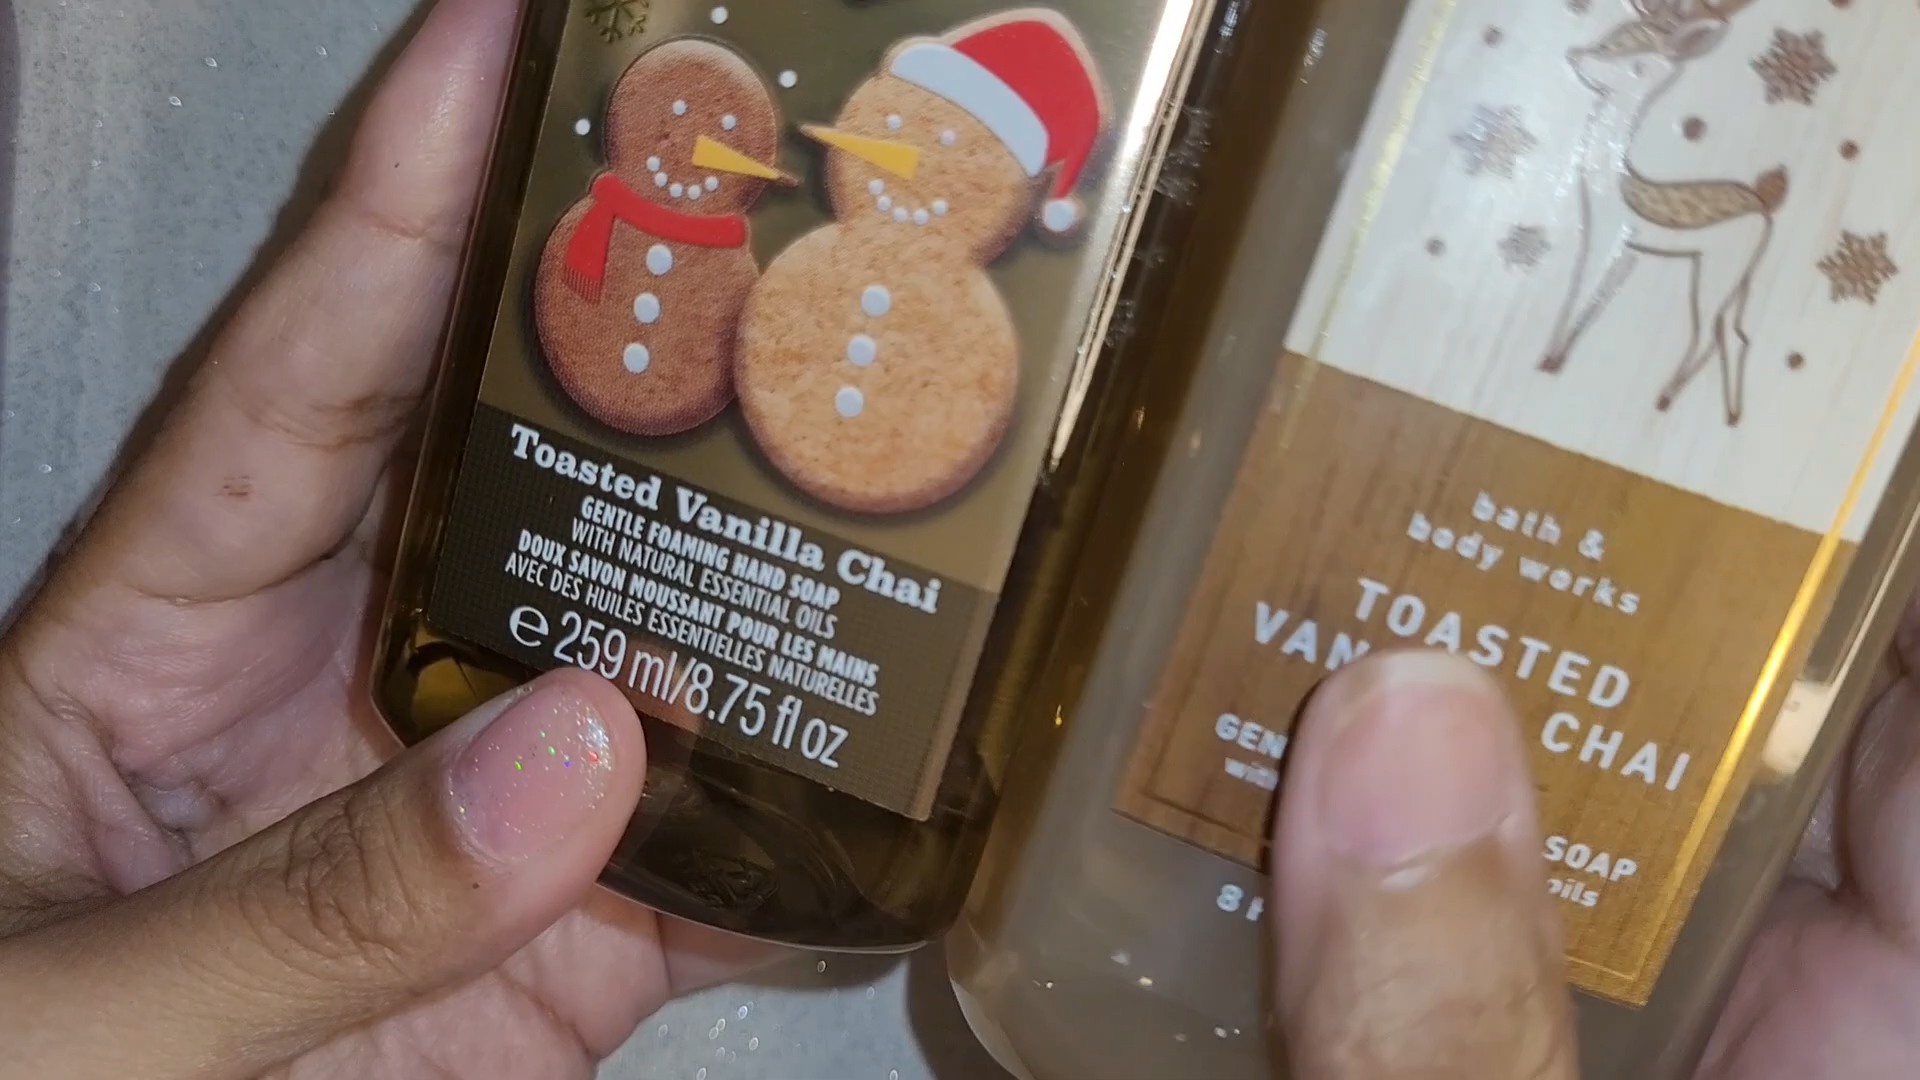 Toasted Vanilla Chai
GENTLE FOAMING HAND SOAP
WITH NATURAL ESSENTIAL OILS
DOUX SAVON MOUSSANT POUR LES MAINS
AVEC DES HUILES ESSENTIELLES NATURELLES
e 259 ml/8.75 fl oz
bath &
body works
TOASTED
CHAI
SOAP
8